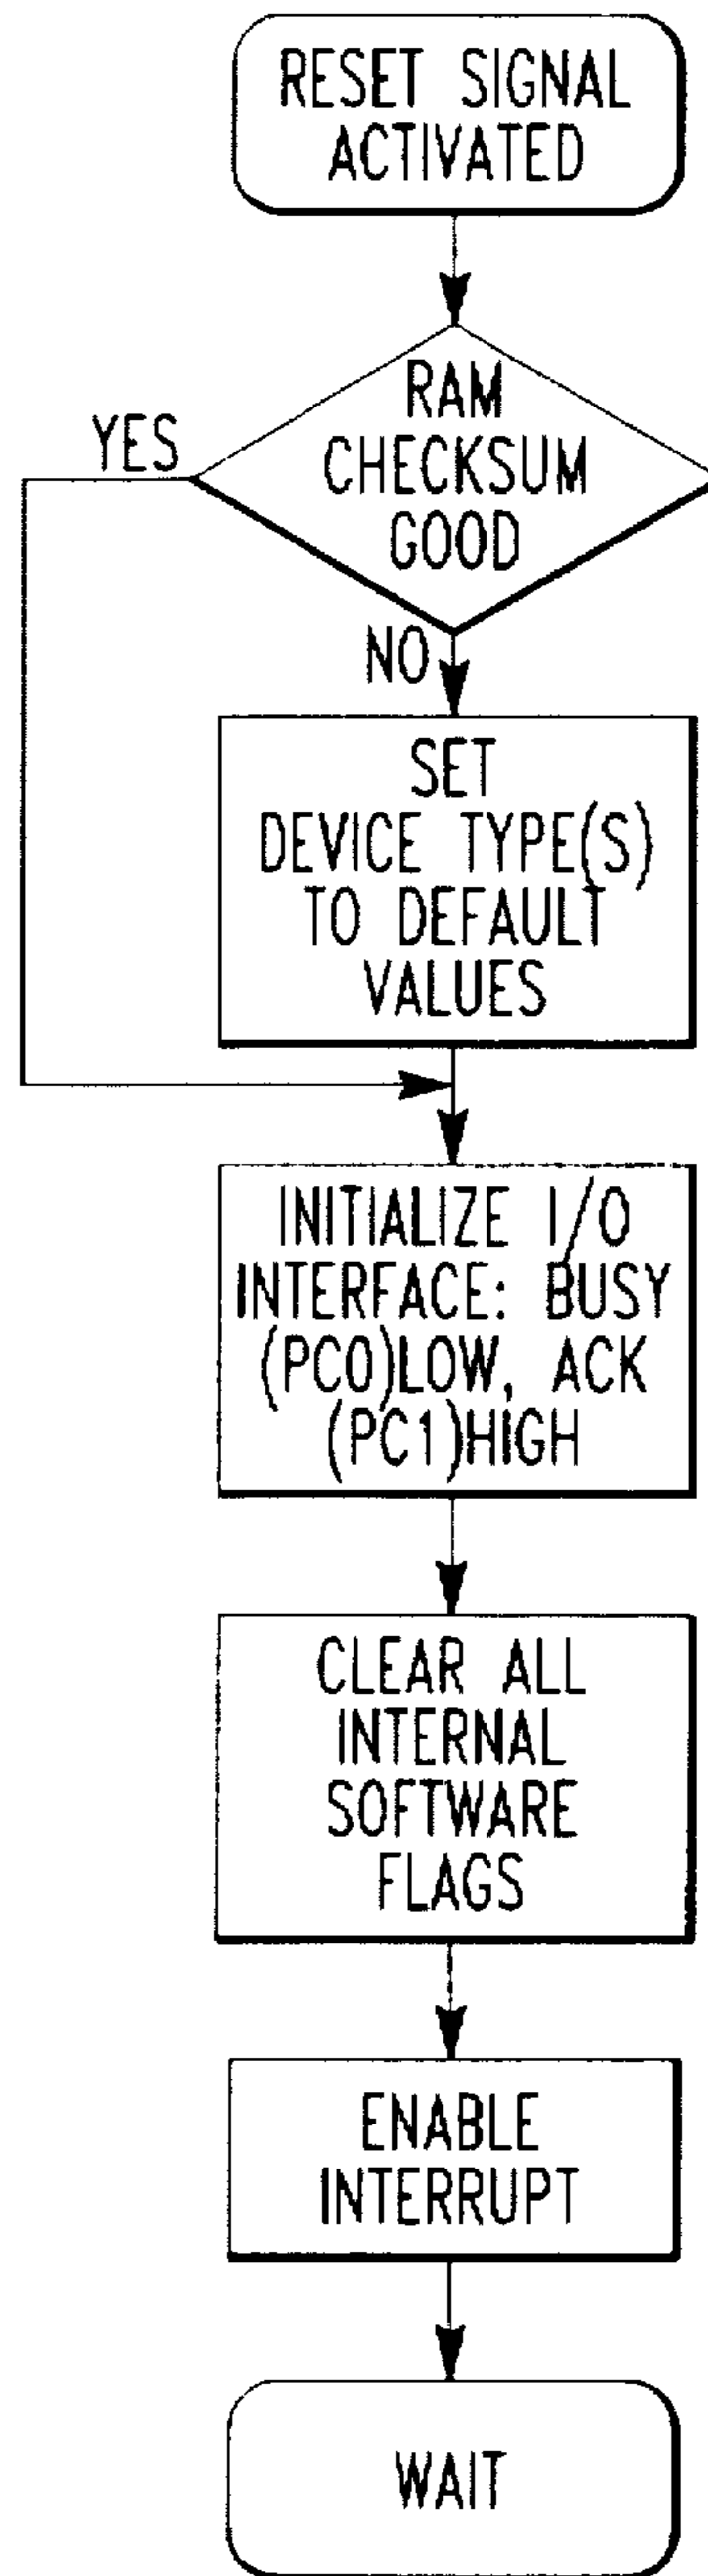 RESET SIGNAL
ACTIVATED
RAM
CHECKSUM
GOOD
YES
NO
SET
DEVICE TYPE(S)
TO DEFAULT
VALUES
INITIALIZE I/O
INTERFACE: BUSY
(PC0)LOW, ACK
(PC1)HIGH
CLEAR ALL
INTERNAL
SOFTWARE
FLAGS
ENABLE
INTERRUPT
WAIT